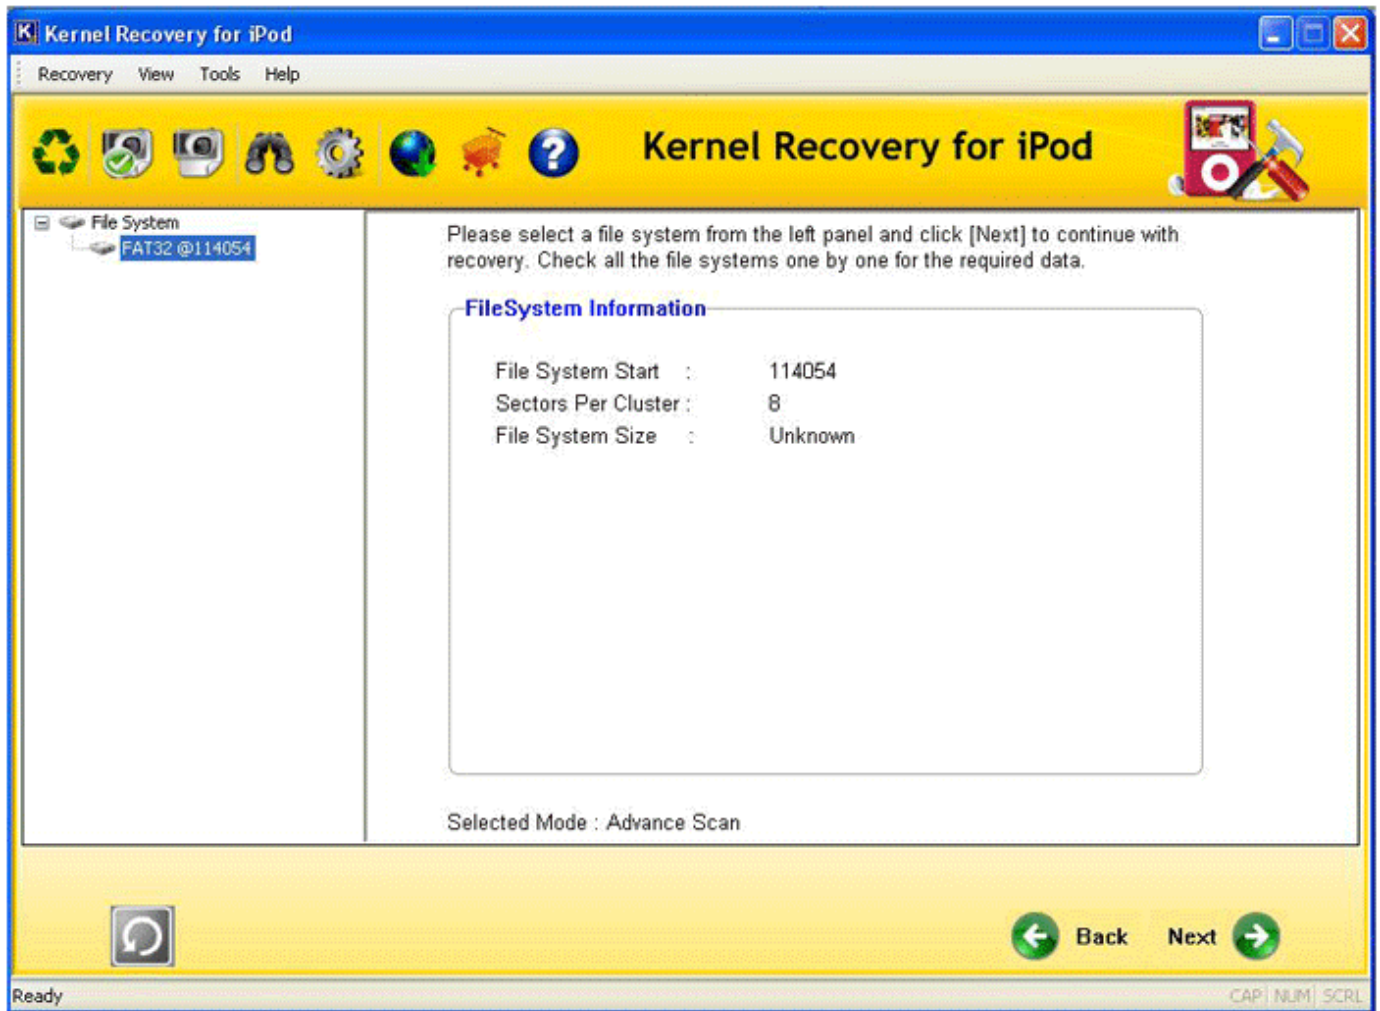 Kernel Recovery for iPod
Recovery View Tools Help
Kernel Recovery for iPod
File System
FAT32 @114054
Please select a file system from the left panel and click [Next] to continue with
recovery. Check all the file systems one by one for the required data.
FileSystem Information
File System Start : 114054
Sectors Per Cluster : 8
File System Size : Unknown
Selected Mode : Advance Scan
Back Next
Ready
CAP NUM SCRL